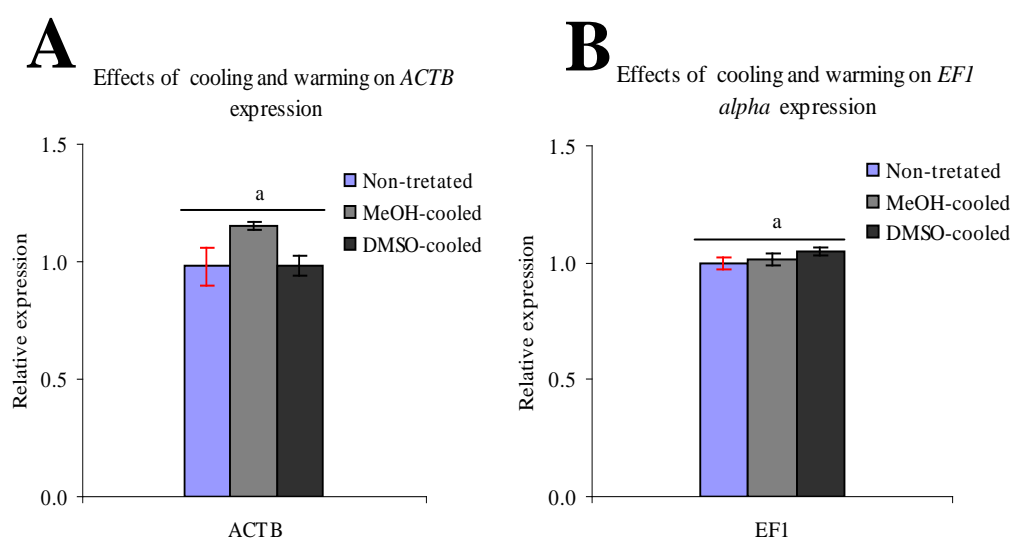 A
Effects of cooling and warming on ACTB
expression
1.5
1.0
0.5
0.0
Relative expression
a
Non-tretated
MeOH-cooled
DMSO-cooled
ACTB
B
Effects of cooling and warming on EF1
alpha expression
1.5
1.0
0.5
0.0
Relative expression
a
Non-tretated
MeOH-cooled
DMSO-cooled
EF1